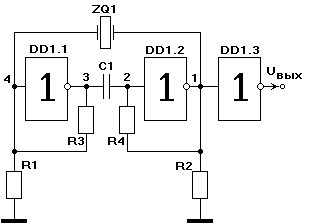 ZQ1
DD1.1 DD1.2 DD1.3
4 3 C1 2 1 Uвых
1 1 1
R3 R4
R1 R2